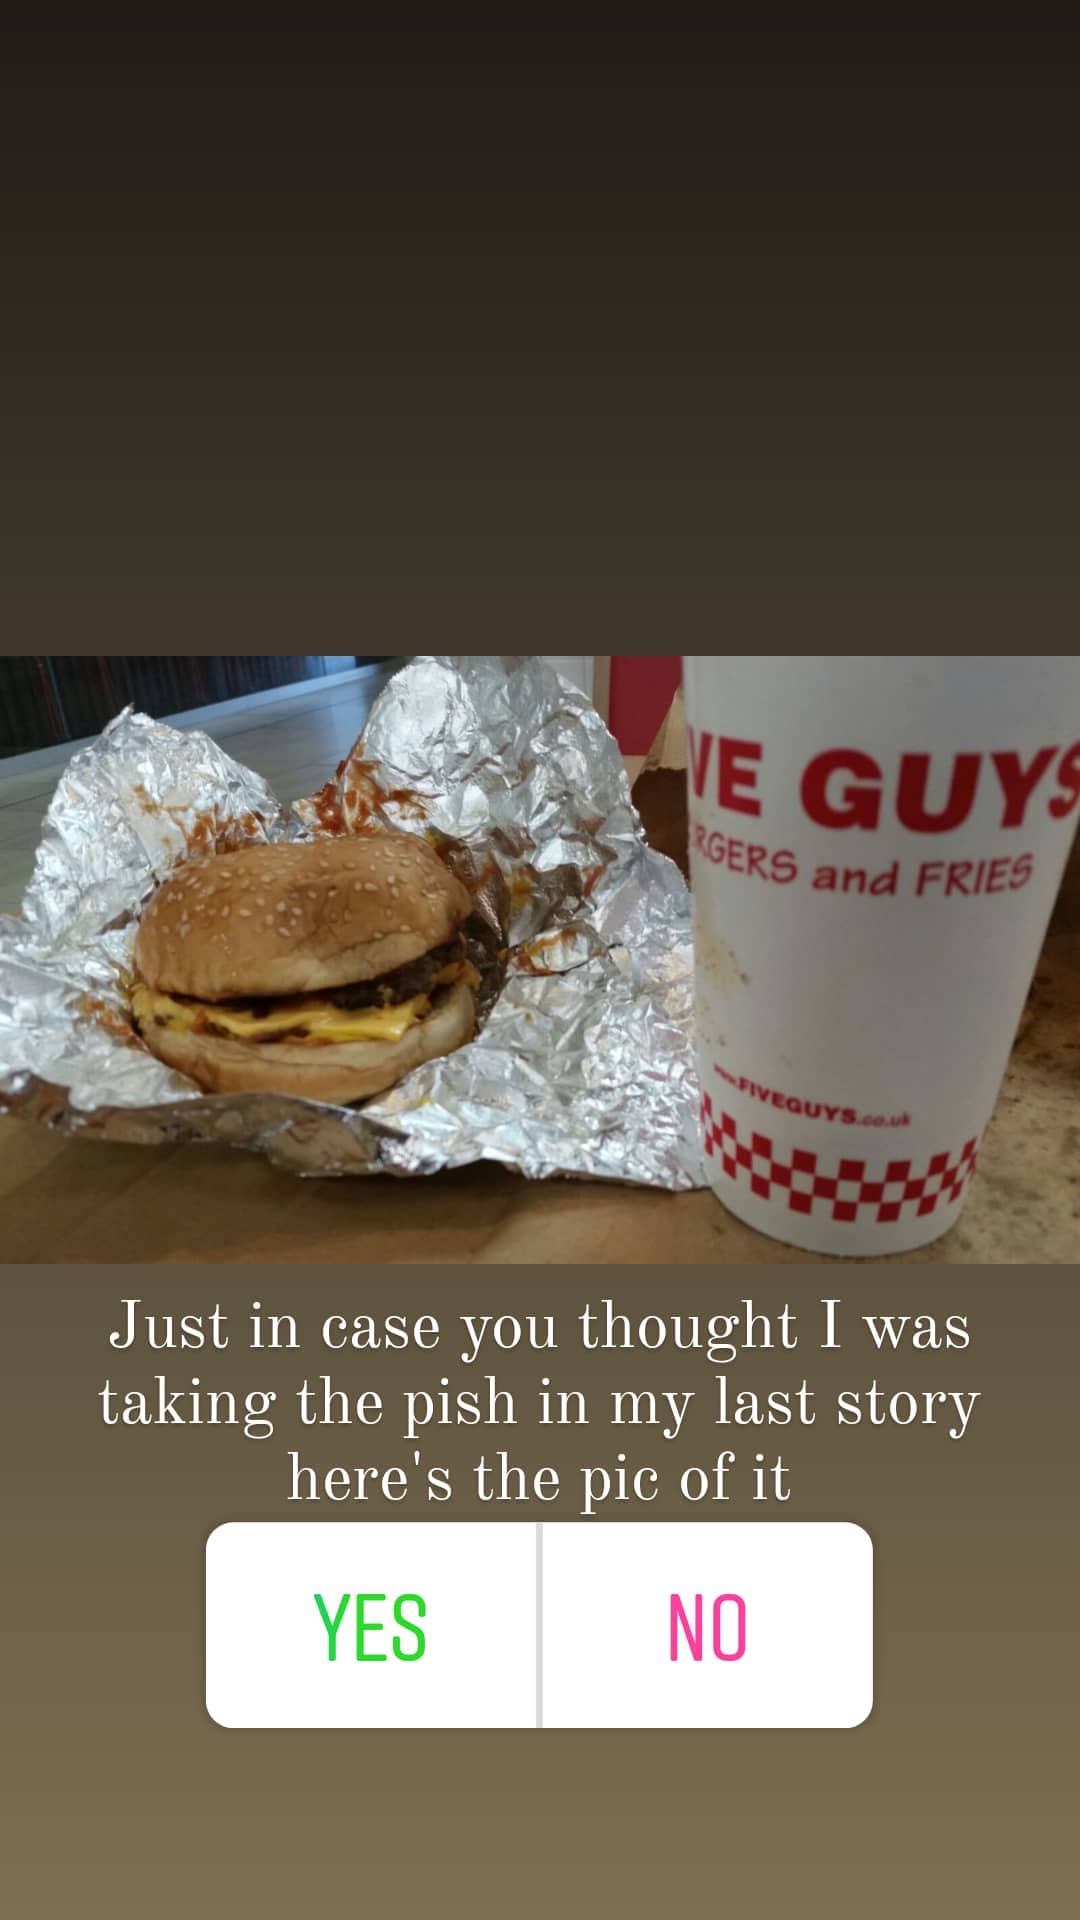 VE GUYS
RGERS and FRIES
www.FIVEGUYS.co.uk
Just in case you thought I was
taking the pish in my last story
here's the pic of it
YES
NO